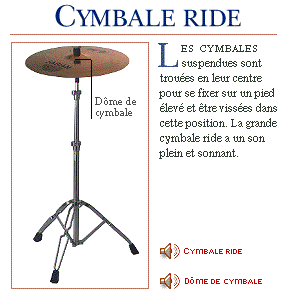 CYMBALE RIDE
Dôme de
cymbale
LES CYMBALES
suspendues sont
trouées en leur centre
pour se fixer sur un pied
élevé et être vissées dans
cette position. La grande
cymbale ride a un son
plein et sonnant.
CYMBALE RIDE
DÔME DE CYMBALE